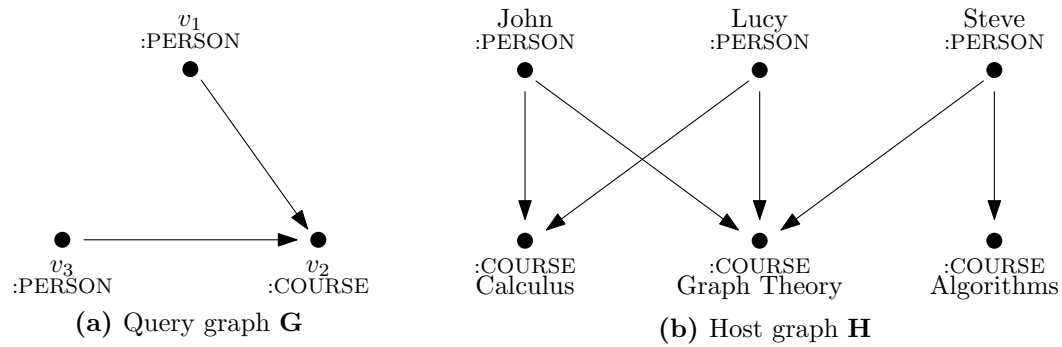 v₁
:PERSON
v₃
:PERSON
v₂
:COURSE
(a) Query graph G
John
:PERSON
Lucy
:PERSON
Steve
:PERSON
:COURSE
Calculus
:COURSE
Graph Theory
:COURSE
Algorithms
(b) Host graph H